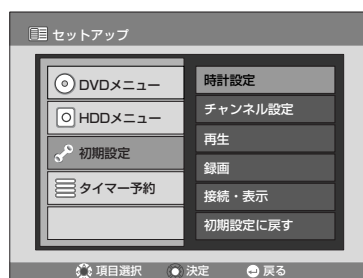 セットアップ
DVDメニュー
HDDメニュー
初期設定
タイマー予約
時計設定
チャンネル設定
再生
録画
接続・表示
初期設定に戻す
項目選択 決定 戻る